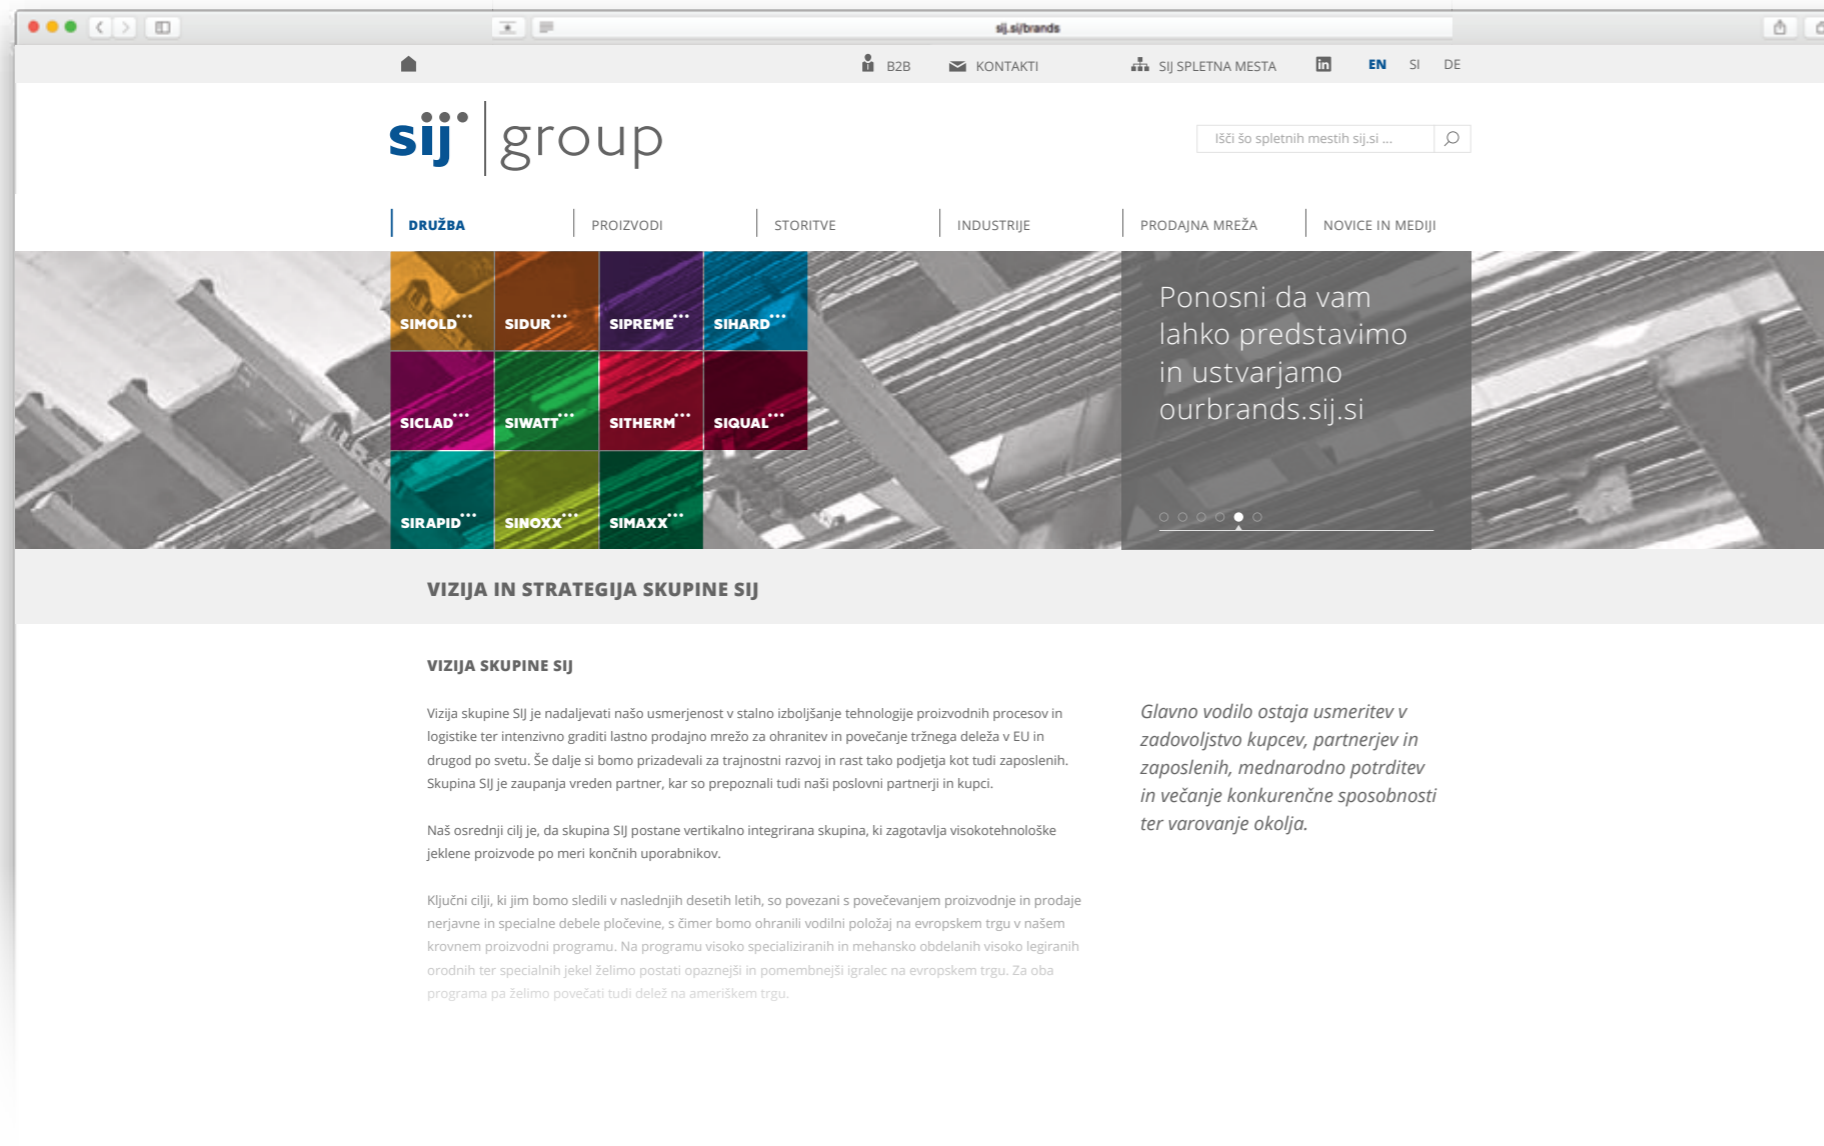 sij.si/brands
B2B
KONTAKTI
SIJ SPLETNA MESTA
in
EN
SI
DE
sij group
Išči šo spletnih mestih sij.si ...
DRUŽBA
PROIZVODI
STORITVE
INDUSTRIJE
PRODAJNA MREŽA
NOVICE IN MEDIJI
SIMOLD
SIDUR
SIPREME
SIHARD
SICLAD
SIWATT
SITHERM
SIQUAL
SIRAPID
SINOXX
SIMAXX
Ponosni da vam
lahko predstavimo
in ustvarjamo
ourbrands.sij.si
VIZIJA IN STRATEGIJA SKUPINE SIJ
VIZIJA SKUPINE SIJ
Vizija skupine SIJ je nadaljevati našo usmerjenost v stalno izboljšanje tehnologije proizvodnih procesov in
logistike ter intenzivno graditi lastno prodajno mrežo za ohranitev in povečanje tržnega deleža v EU in
drugod po svetu. Še dalje si bomo prizadevali za trajnostni razvoj in rast tako podjetja kot tudi zaposlenih.
Skupina SIJ je zaupanja vreden partner, kar so prepoznali tudi naši poslovni partnerji in kupci.
Naš osrednji cilj je, da skupina SIJ postane vertikalno integrirana skupina, ki zagotavlja visokotehnološke
jeklene proizvode po meri končnih uporabnikov.
Ključni cilji, ki jim bomo sledili v naslednjih desetih letih, so povezani s povečevanjem proizvodnje in prodaje
nerjavne in specialne debele pločevine, s čimer bomo ohranili vodilni položaj na evropskem trgu v našem
krovnem proizvodni programu. Na programu visoko specializiranih in mehansko obdelanih visoko legiranih
orodnih ter specialnih jekel želimo postati opaznejši in pomembnejši igralec na evropskem trgu. Za oba
programa pa želimo povečati tudi delež na ameriškem trgu.
Glavno vodilo ostaja usmeritev v
zadovoljstvo kupcev, partnerjev in
zaposlenih, mednarodno potrditev
in večanje konkurenčne sposobnosti
ter varovanje okolja.